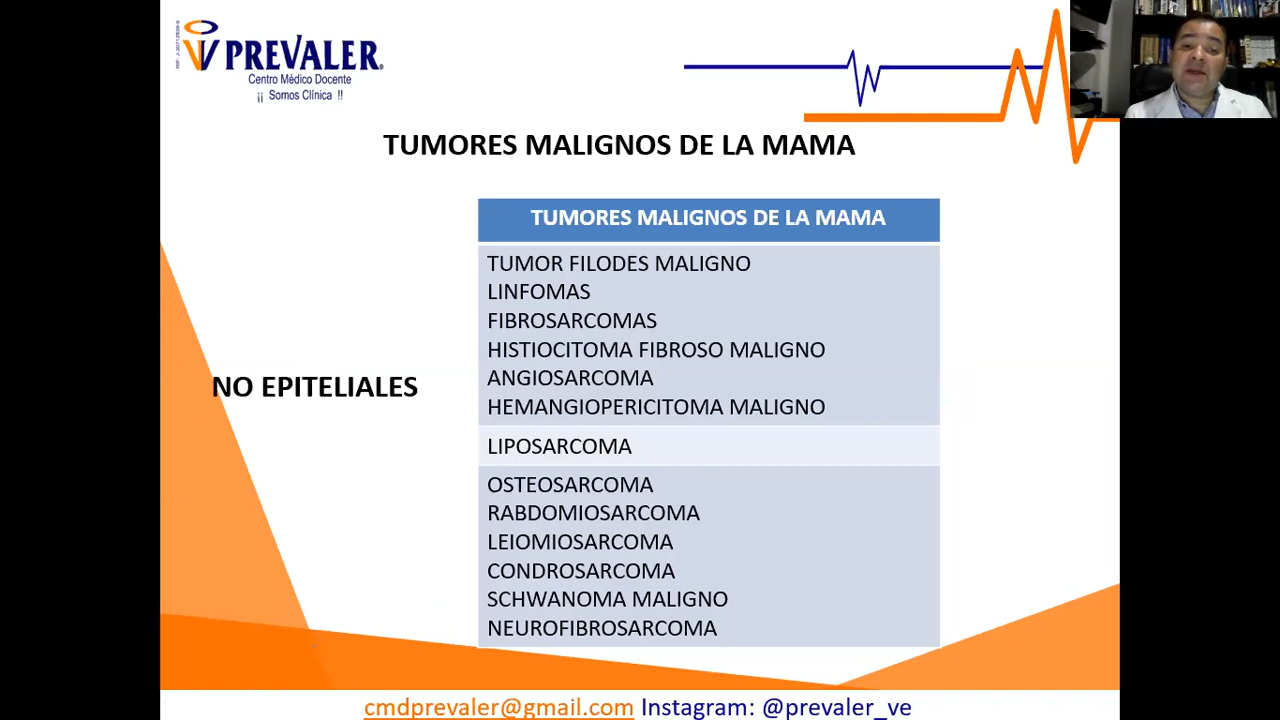 PREVALER
Centro Médico Docente
¡¡ Somos Clínica !!
TUMORES MALIGNOS DE LA MAMA
TUMORES MALIGNOS DE LA MAMA
TUMOR FILODES MALIGNO
LINFOMAS
FIBROSARCOMAS
HISTIOCITOMA FIBROSO MALIGNO
ANGIOSARCOMA
HEMANGIOPERICITOMA MALIGNO
NO EPITELIALES
LIPOSARCOMA
OSTEOSARCOMA
RABDOMIOSARCOMA
LEIOMIOSARCOMA
CONDROSARCOMA
SCHWANOMA MALIGNO
NEUROFIBROSARCOMA
cmdprevaler@gmail.com Instagram: @prevaler_ve